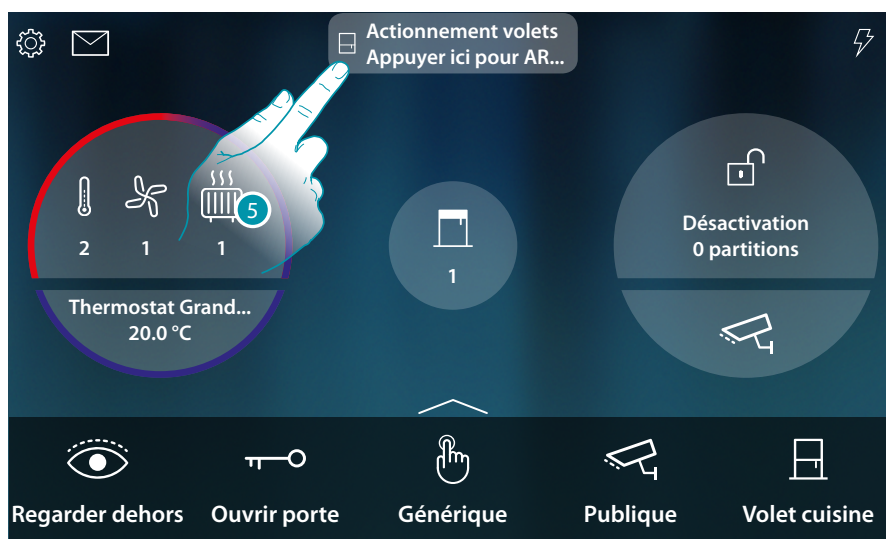 Actionnement volets
Appuyer ici pour AR...
5
2 1 1
Thermostat Grand...
20.0 °C
1
Désactivation
0 partitions
Regarder dehors
Ouvrir porte
Générique
Publique
Volet cuisine